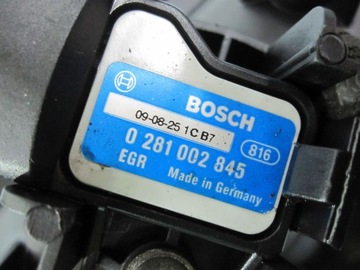 BOSCH
09-08-25 1C B7
0 281 002 845 816
EGR Made in Germany